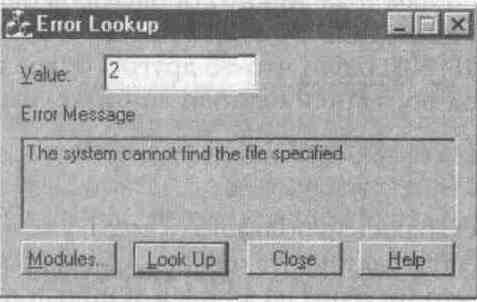 Error Lookup
Value: 2
Error Message
The system cannot find the file specified.
Modules... Look Up Close Help